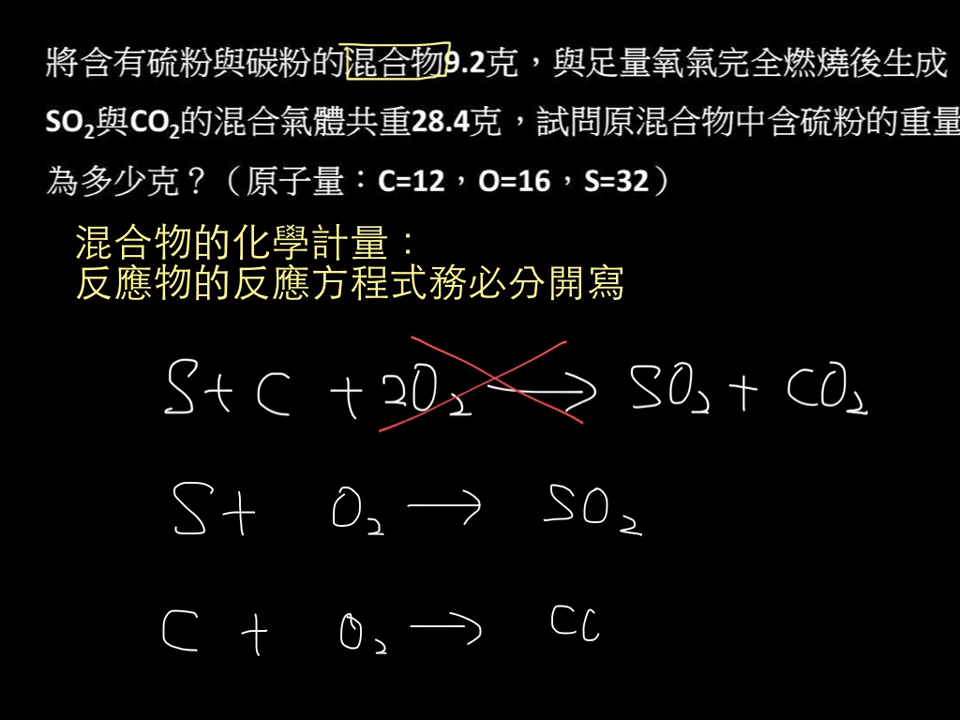 將含有硫粉與碳粉的混合物9.2克，與足量氧氣完全燃燒後生成
SO₂與CO₂的混合氣體共重28.4克，試問原混合物中含硫粉的重量
為多少克？（原子量：C=12，O=16，S=32）
混合物的化學計量：
反應物的反應方程式務必分開寫
S+C+2O₂→SO₂+CO₂
S+ O₂→SO₂
C+ O₂→CO